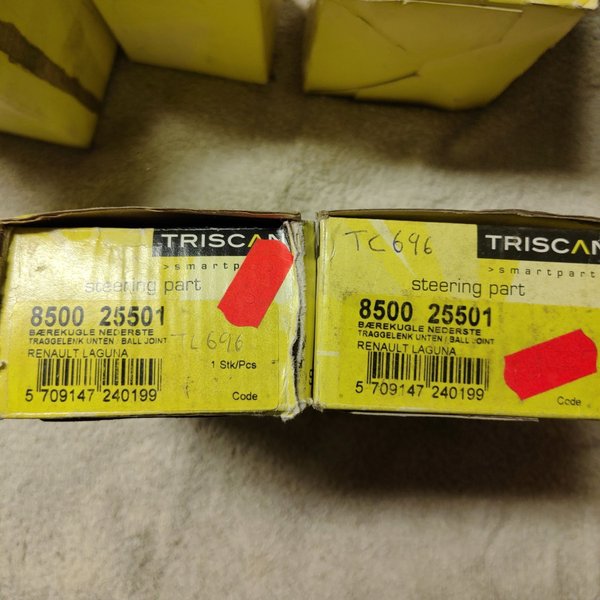 TRISCAN
>smartpart
steering part
8500 25501
BÆREKUGLE NEDERSTE
TRAGGELENK UNTEN / BALL JOINT
TC696
RENAULT LAGUNA
1 Stk/Pcs
5 709147 240199
Code
TC696
TRISCAN
>smartpart
steering part
8500 25501
BÆREKUGLE NEDERSTE
TRAGGELENK UNTEN / BALL JOINT
RENAULT LAGUNA
5 709147 240199
Code